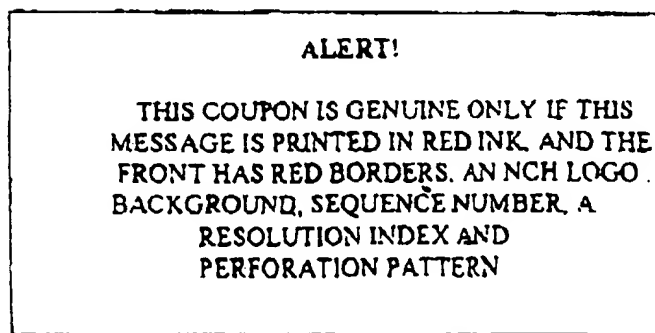 ALERT!
THIS COUPON IS GENUINE ONLY IF THIS
MESSAGE IS PRINTED IN RED INK, AND THE
FRONT HAS RED BORDERS. AN NCH LOGO .
BACKGROUND, SEQUENCE NUMBER, A
RESOLUTION INDEX AND
PERFORATION PATTERN